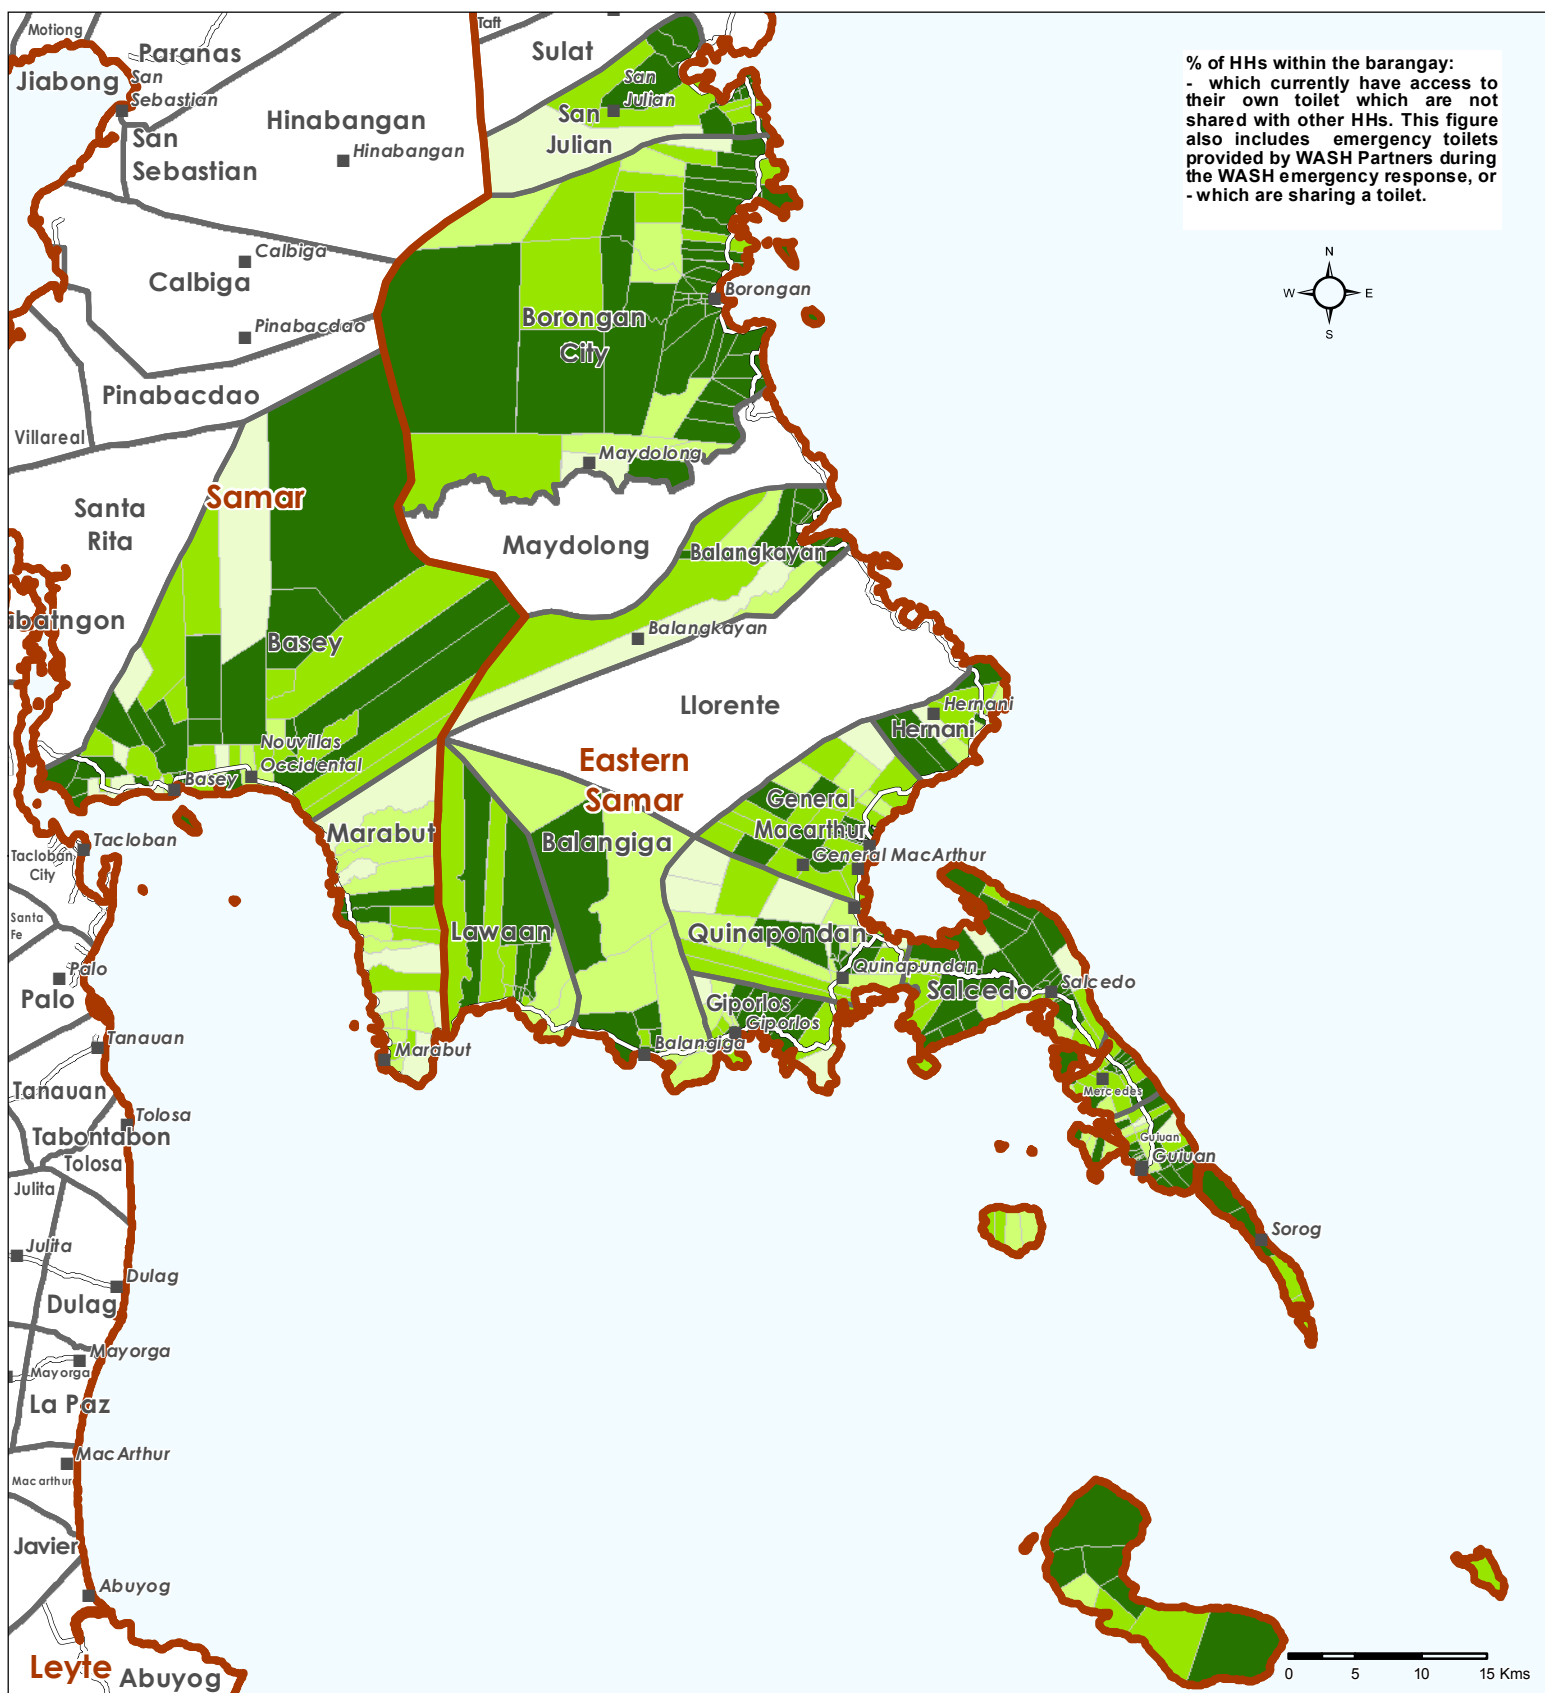 Motiong
Paranas
Taft
Sulat
Jiabong
San
Sebastian
San
Sebastian
Hinabangan
Hinabangan
San
Julian
San
Julian
% of HHs within the barangay:
- which currently have access to
their own toilet which are not
shared with other HHs. This figure
also includes emergency toilets
provided by WASH Partners during
the WASH emergency response, or
- which are sharing a toilet.
N
W
E
S
Calbiga
Calbiga
Pinabacdao
Pinabacdao
Borongan
Borongan
City
Villareal
Maydolong
Santa
Rita
Samar
Maydolong
Balangkayan
abatngon
Basey
Balangkayan
Llorente
Hernani
Hernani
Nouvillas
Occidental
Basey
Eastern
Samar
General
Macarthur
General MacArthur
Marabut
Balangiga
Tacloban
Tacloban
City
Santa
Fe
Lawaan
Quinapondan
Quinapundan
Palo
Palo
Salcedo
Salcedo
Giporlos
Giporlos
Tanauan
Marabut
Balangiga
Tanauan
Mercedes
Tolosa
Tabontabon
Tolosa
Guiuan
Guiuan
Julita
Julita
Sorog
Dulag
Dulag
Mayorga
Mayorga
La Paz
MacArthur
Macarthur
Javier
Abuyog
Leyte
Abuyog
0 5 10 15 Kms